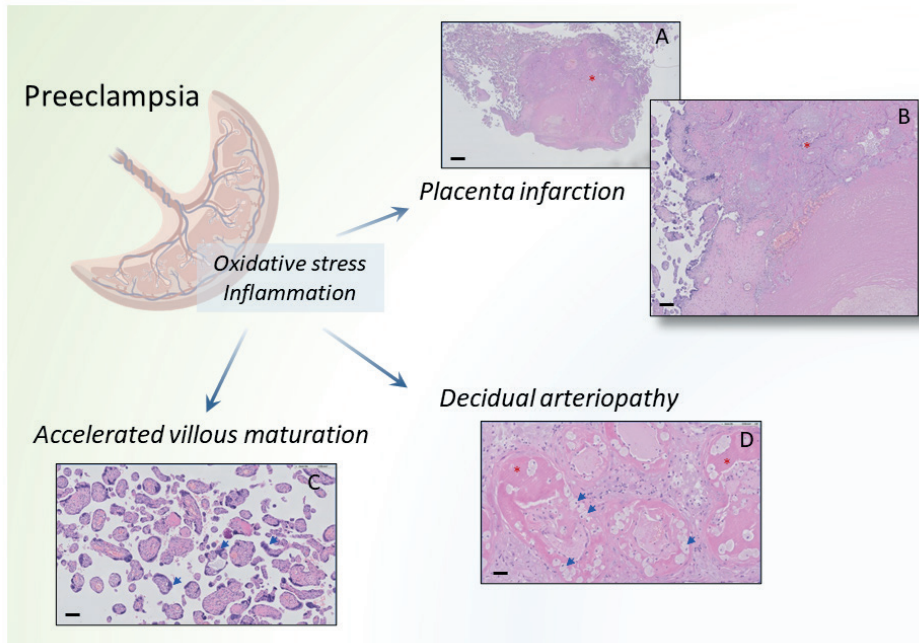 Preeclampsia
A
B
Placenta infarction
Oxidative stress
Inflammation
Decidual arteriopathy
Accelerated villous maturation
C
D